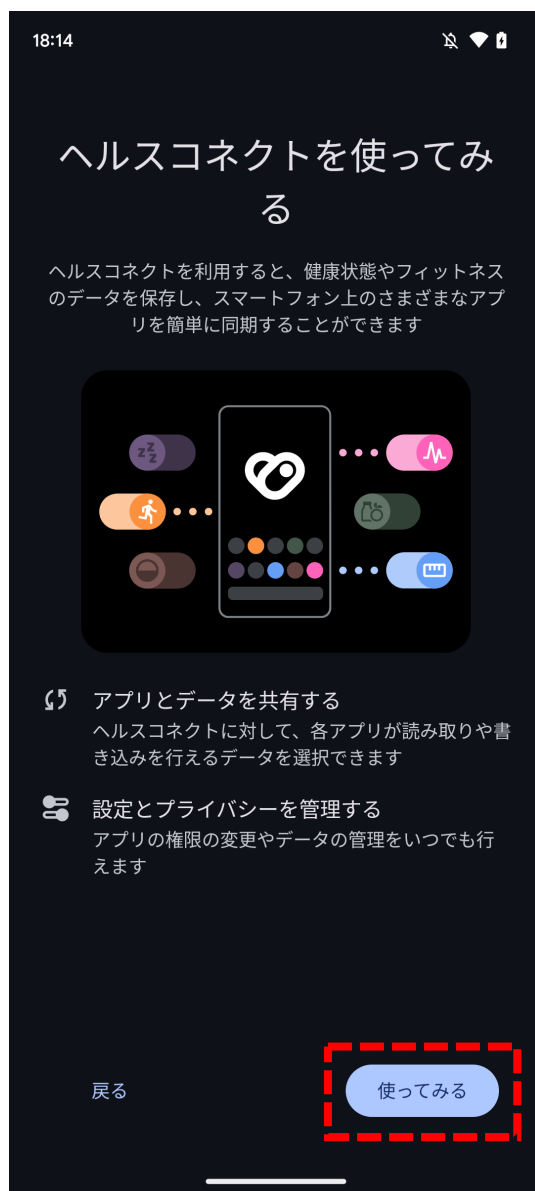 18:14
ヘルスコネクトを使ってみ
る
ヘルスコネクトを利用すると、健康状態やフィットネス
のデータを保存し、スマートフォン上のさまざまなアプ
リを簡単に同期することができます
zzz
アプリとデータを共有する
ヘルスコネクトに対して、各アプリが読み取りや書
き込みを行えるデータを選択できます
設定とプライバシーを管理する
アプリの権限の変更やデータの管理をいつでも行
えます
戻る
使ってみる